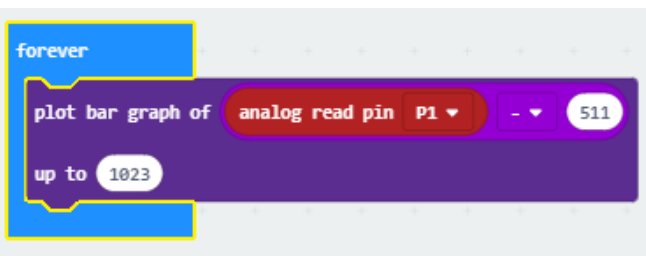 forever
plot bar graph of analog read pin P1 - 511
up to 1023